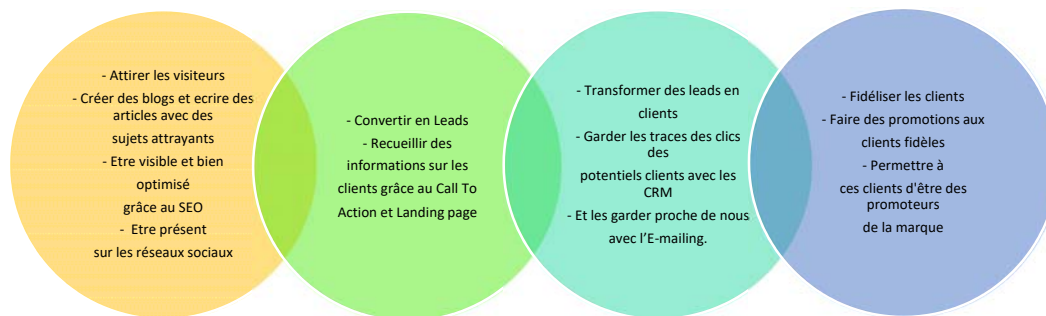 - Attirer les visiteurs
- Créer des blogs et ecrire des
articles avec des
sujets attrayants
- Etre visible et bien
optimisé
grâce au SEO
- Etre présent
sur les réseaux sociaux
- Convertir en Leads
- Recueillir des
informations sur les
clients grâce au Call To
Action et Landing page
- Transformer des leads en
clients
- Garder les traces des clics
des
potentiels clients avec les
CRM
- Et les garder proche de nous
avec l'E-mailing.
- Fidéliser les clients
- Faire des promotions aux
clients fidèles
- Permettre à
ces clients d'être des
promoteurs
de la marque